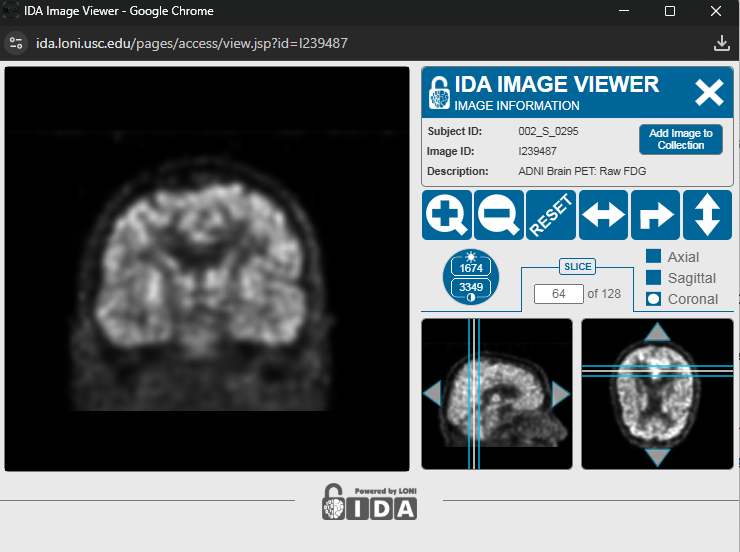 IDA Image Viewer - Google Chrome
ida.loni.usc.edu/pages/access/view.jsp?id=I239487
IDA IMAGE VIEWER
IMAGE INFORMATION
Subject ID: 002_S_0295
Image ID: I239487
Description: ADNI Brain PET: Raw FDG
Add Image to
Collection
RESET
1674
3349
SLICE
64 of 128
Axial
Sagittal
Coronal
Powered by LONI
IDA